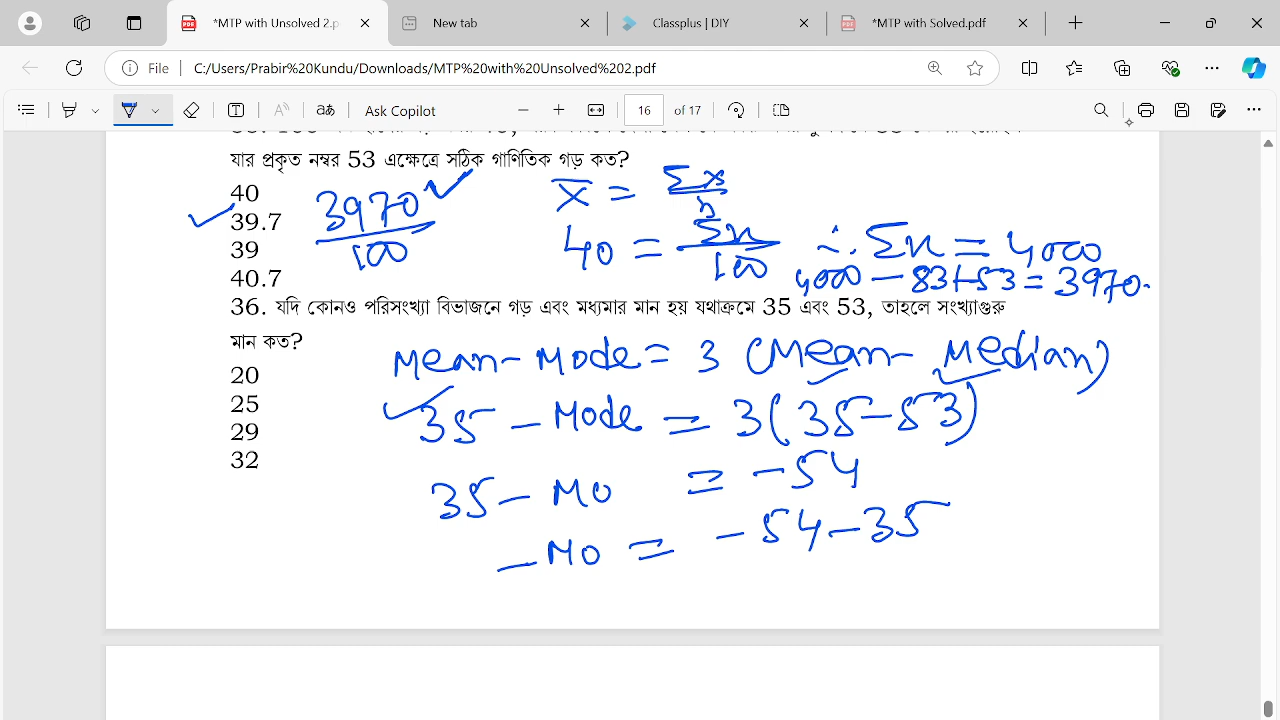 *MTP with Unsolved 2.p
New tab
Classplus | DIY
*MTP with Solved.pdf
File C:/Users/Prabir%20Kundu/Downloads/MTP%20with%20Unsolved%202.pdf
Ask Copilot
16 of 17
যার প্রকৃত নম্বর 53 এক্ষেত্রে সঠিক গাণিতিক গড় কত?
40
39.7
39
40.7
3970/100
x̄ = Σx/n
40 = Σx/100 ∴ Σx = 4000
4000 - 83 + 53 = 3970.
36. যদি কোনও পরিসংখ্যা বিভাজনে গড় এবং মধ্যমার মান হয় যথাক্রমে 35 এবং 53, তাহলে সংখ্যাগুরু
মান কত?
20
25
29
32
Mean - Mode = 3 (Mean - Median)
35 - Mode = 3(35-53)
35 - Mo = -54
- Mo = -54-35